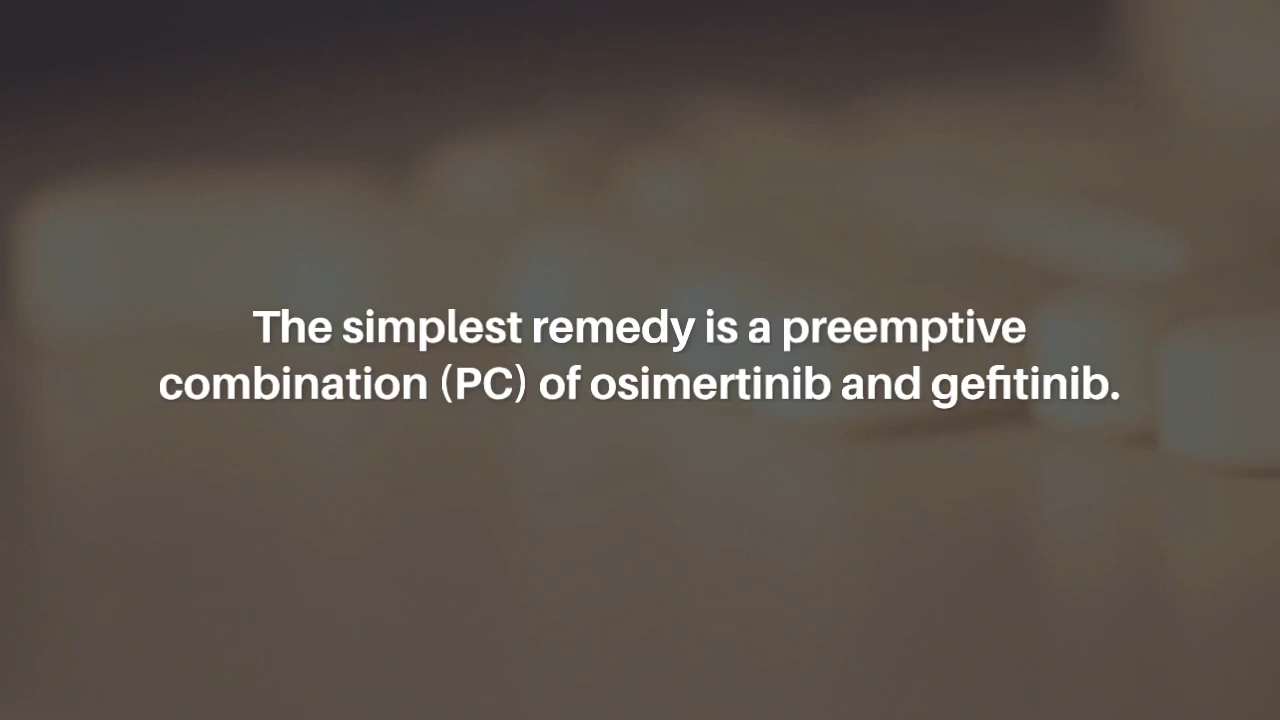 The simplest remedy is a preemptive
combination (PC) of osimertinib and gefitinib.